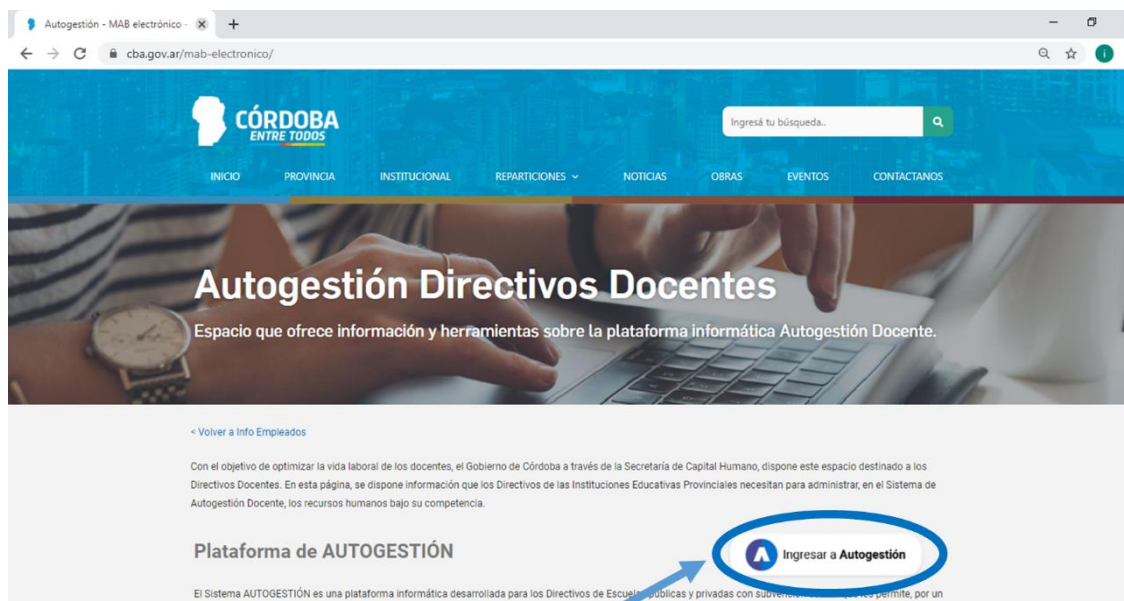 Autogestión - MAB electrónico -
cba.gov.ar/mab-electronico/
CÓRDOBA
ENTRE TODOS
Ingresá tu búsqueda..
INICIO PROVINCIA INSTITUCIONAL REPARTICIONES NOTICIAS OBRAS EVENTOS CONTACTANOS
Autogestión Directivos Docentes
Espacio que ofrece información y herramientas sobre la plataforma informática Autogestión Docente.
< Volver a Info Empleados
Con el objetivo de optimizar la vida laboral de los docentes, el Gobierno de Córdoba a través de la Secretaría de Capital Humano, dispone este espacio destinado a los
Directivos Docentes. En esta página, se dispone información que los Directivos de las Instituciones Educativas Provinciales necesitan para administrar, en el Sistema de
Autogestión Docente, los recursos humanos bajo su competencia.
Plataforma de AUTOGESTIÓN
Ingresar a Autogestión
El Sistema AUTOGESTIÓN es una plataforma informática desarrollada para los Directivos de Escuelas públicas y privadas con permite, por un